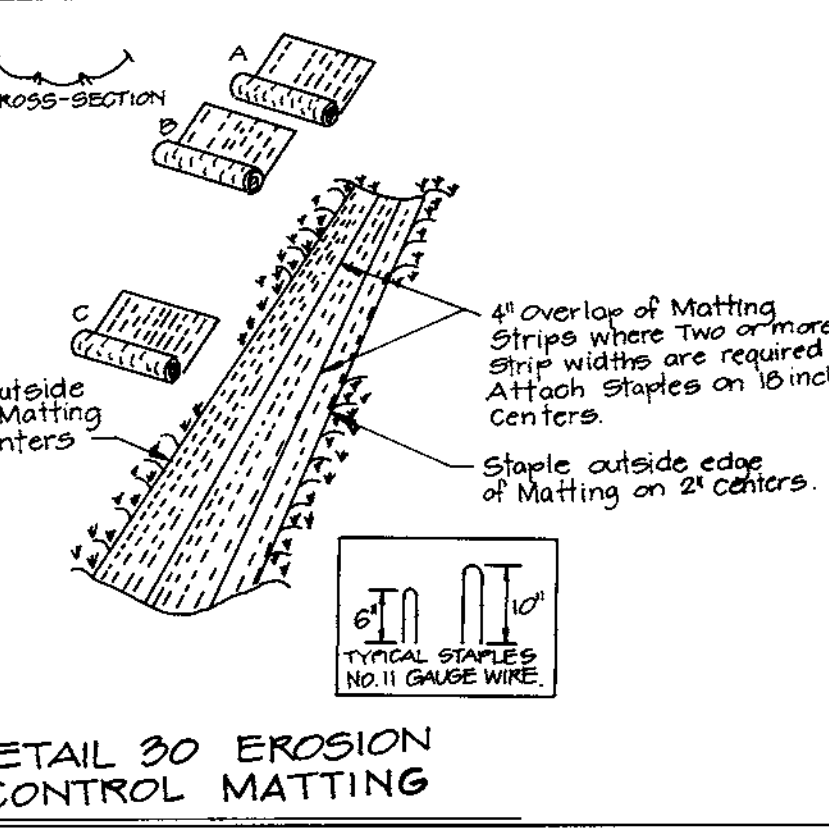 A
ROSS-SECTION
B
C
4" Overlap of Matting
Strips where Two or more
Strip widths are required
Attach Staples on 18 incl
Centers.
utside
Matting
nters
Staple outside edge
of Matting on 2" Centers.
6"
10"
TYPICAL STAPLES
NO. 11 GAUGE WIRE.
ETAIL 30 EROSION
CONTROL MATTING